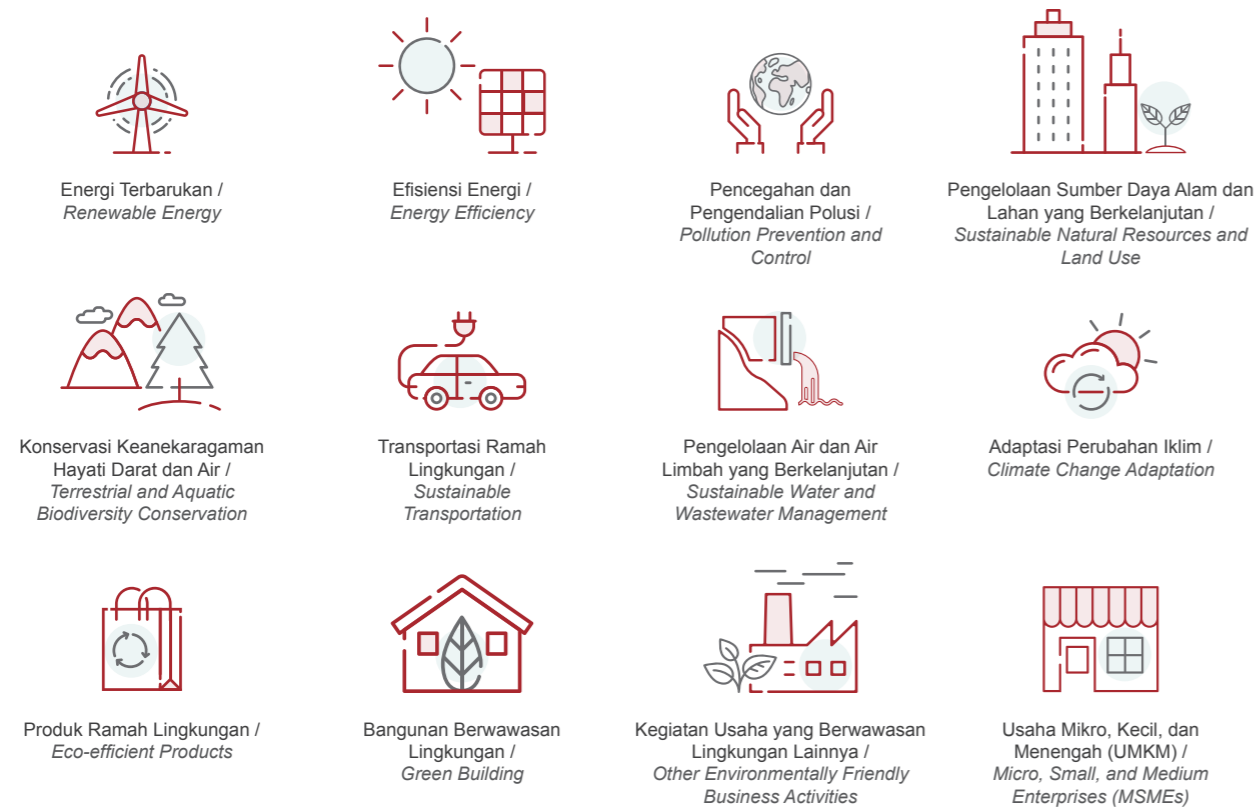 Energi Terbarukan /
Renewable Energy
Efisiensi Energi /
Energy Efficiency
Pencegahan dan
Pengendalian Polusi /
Pollution Prevention and
Control
Pengelolaan Sumber Daya Alam dan
Lahan yang Berkelanjutan /
Sustainable Natural Resources and
Land Use
Konservasi Keanekaragaman
Hayati Darat dan Air /
Terrestrial and Aquatic
Biodiversity Conservation
Transportasi Ramah
Lingkungan /
Sustainable
Transportation
Pengelolaan Air dan Air
Limbah yang Berkelanjutan /
Sustainable Water and
Wastewater Management
Adaptasi Perubahan Iklim /
Climate Change Adaptation
Produk Ramah Lingkungan /
Eco-efficient Products
Bangunan Berwawasan
Lingkungan /
Green Building
Kegiatan Usaha yang Berwawasan
Lingkungan Lainnya /
Other Environmentally Friendly
Business Activities
Usaha Mikro, Kecil, dan
Menengah (UMKM) /
Micro, Small, and Medium
Enterprises (MSMEs)